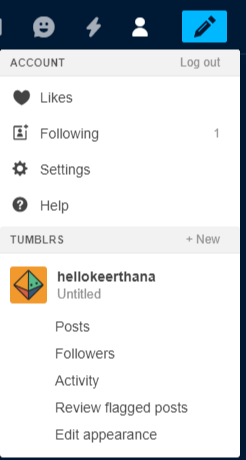 ACCOUNT Log out
Likes
Following 1
Settings
Help
TUMBLRS + New
hellokeerthana
Untitled
Posts
Followers
Activity
Review flagged posts
Edit appearance